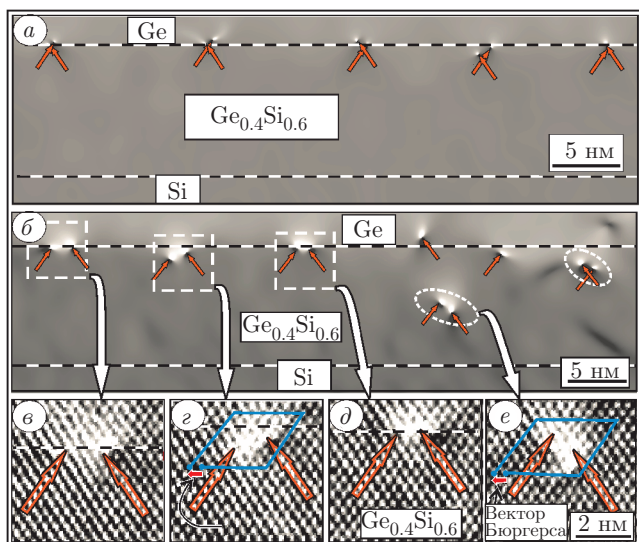 а
Ge
Ge0.4Si0.6
5 нм
Si
б
Ge
Ge0.4Si0.6
Si
5 нм
в
г
д
е
Ge0.4Si0.6
Вектор
Бюргерса
2 нм